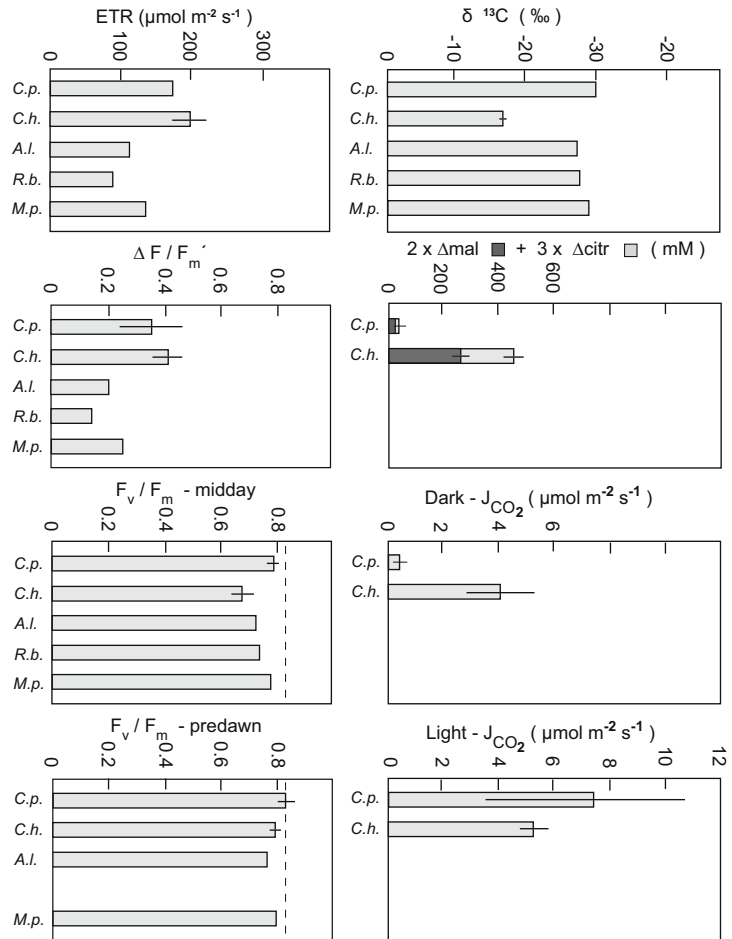 ETR (µmol m⁻² s⁻¹)
0 100 200 300
C.p.
C.h.
A.l.
R.b.
M.p.
δ ¹³C ( ‰ )
0 -10 -20 -30 -20
Δ F / Fm´
0 0.2 0.4 0.6 0.8
C.p.
C.h.
A.l.
R.b.
M.p.
2 x Δmal + 3 x Δcitr ( mM )
0 200 400 600
C.p.
C.h.
Fv / Fm - midday
0 0.2 0.4 0.6 0.8
C.p.
C.h.
A.l.
R.b.
M.p.
Dark - JCO₂ ( µmol m⁻² s⁻¹ )
0 2 4 6
C.p.
C.h.
Fv / Fm - predawn
0 0.2 0.4 0.6 0.8
C.p.
C.h.
A.l.
M.p.
Light - JCO₂ ( µmol m⁻² s⁻¹ )
0 2 4 6 8 10 12
C.p.
C.h.